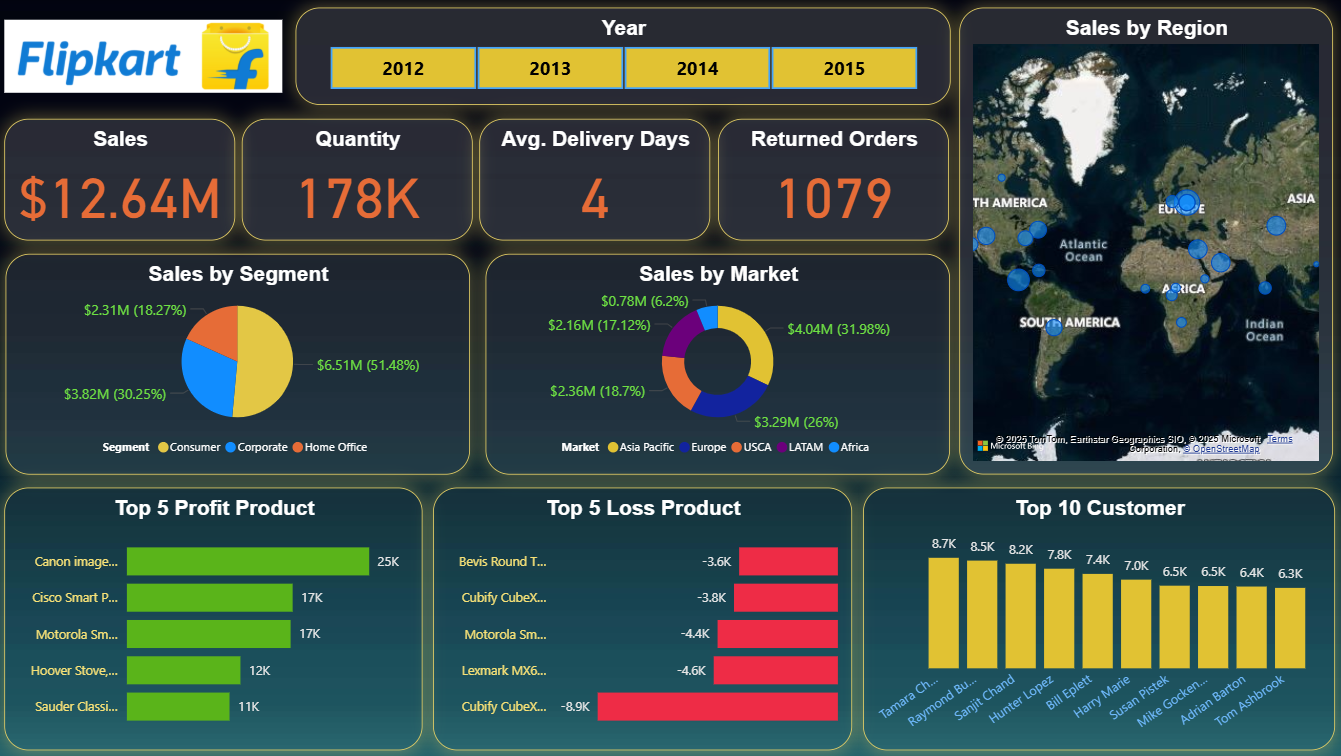 Flipkart
Year
2012 2013 2014 2015
Sales by Region
Sales
$12.64M
Quantity
178K
Avg. Delivery Days
4
Returned Orders
1079
TH AMERICA
EUROPE
ASIA
Atlantic
Ocean
AFRICA
SOUTH AMERICA
Indian
Ocean
© 2025 TomTom, Earthstar Geographics SIO, © 2025 Microsoft Terms
Microsoft Corporation, © OpenStreetMap
Sales by Segment
$2.31M (18.27%)
$6.51M (51.48%)
$3.82M (30.25%)
Segment Consumer Corporate Home Office
Sales by Market
$0.78M (6.2%)
$2.16M (17.12%)
$4.04M (31.98%)
$2.36M (18.7%)
$3.29M (26%)
Market Asia Pacific Europe USCA LATAM Africa
Top 5 Profit Product
Canon image... 25K
Cisco Smart P... 17K
Motorola Sm... 17K
Hoover Stove,... 12K
Sauder Classi... 11K
Top 5 Loss Product
Bevis Round T... -3.6K
Cubify CubeX... -3.8K
Motorola Sm... -4.4K
Lexmark MX6... -4.6K
Cubify CubeX... -8.9K
Top 10 Customer
8.7K 8.5K 8.2K 7.8K 7.4K 7.0K 6.5K 6.5K 6.4K 6.3K
Tamara Ch...
Raymond Bu...
Sanjit Chand
Hunter Lopez
Bill Eplett
Harry Marie
Susan Pistek
Mike Gocken...
Adrian Barton
Tom Ashbrook